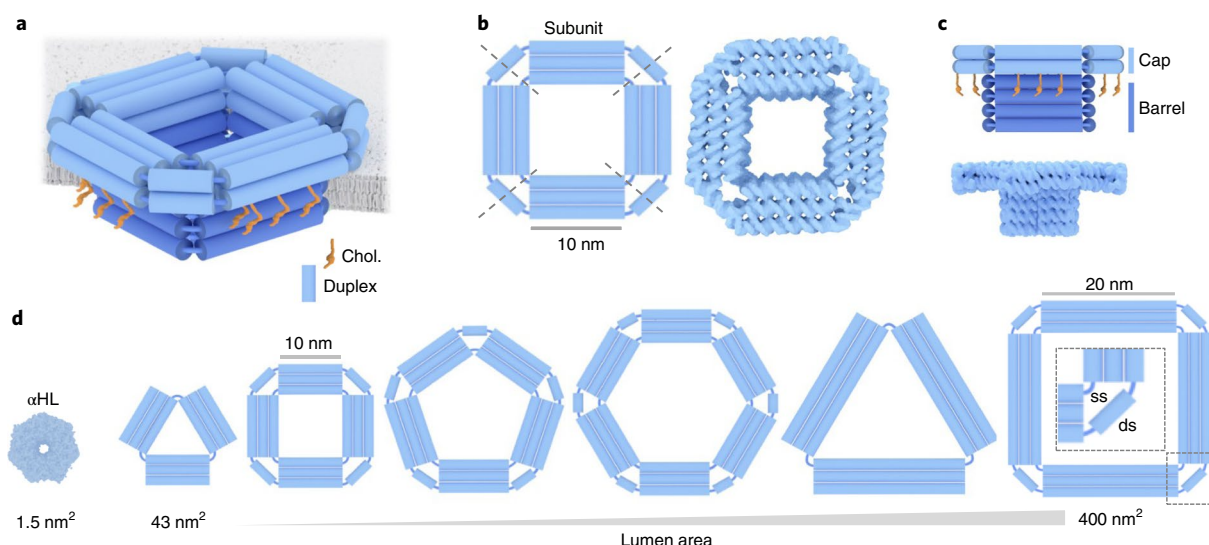 a
b
c
Subunit
Cap
Barrel
10 nm
Chol.
Duplex
d
20 nm
10 nm
αHL
ss
ds
1.5 nm²
43 nm²
400 nm²
Lumen area